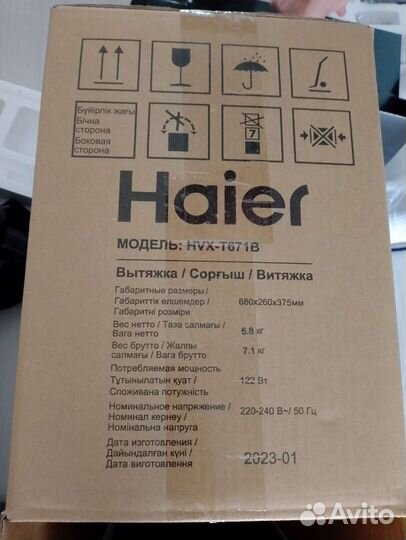 Бүйірлік жағы
Бічна
сторона
Боковая
сторона
7
Haier
МОДЕЛЬ: HVX-T671B
Вытяжка / Сорғыш / Витяжка
Габаритные размеры /
Габариттік өлшемдер /
Габаритні розміри
680x260x375мм
Вес нетто / Таза салмағы /
Вага нетто
5.8 кг
Вес брутто / Жалпы
салмағы / Вага брутто
7.1 кг
Потребляемая мощность
Тұтынылатын қуат /
Споживана потужність
122 Вт
Номинальное напряжение /
Номинал кернеу /
Номінальна напруга
220-240 В~/ 50 Гц
Дата изготовления /
Дайындалған күні /
Дата виготовлення
2023-01
Avito